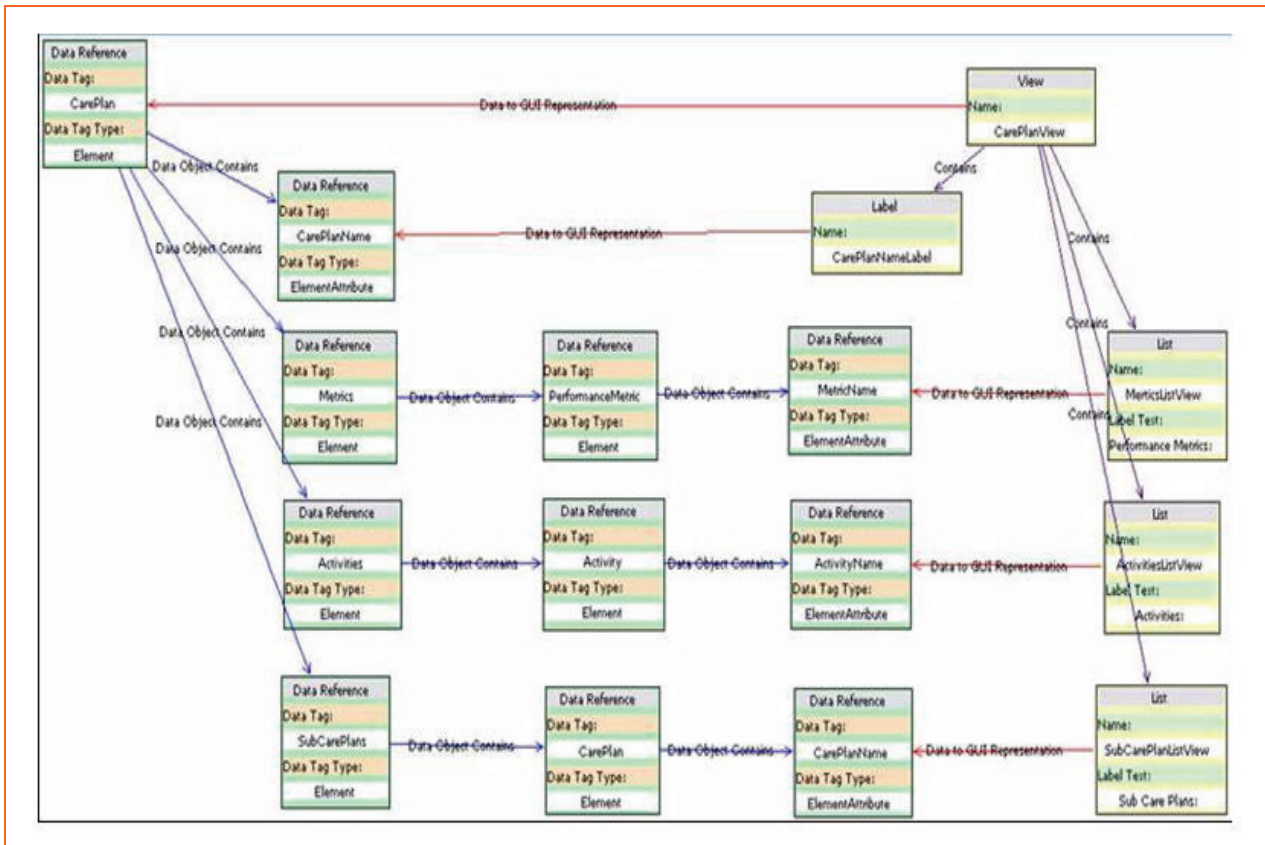 Data Reference
Data Tag:
CarePlan
Data Tag Type:
Element
View
Name:
CarePlanView
Data to GUI Representation
Data Object Contains
Contains
Data Reference
Data Tag:
CarePlanName
Data Tag Type:
ElementAttribute
Label
Name:
CarePlanNameLabel
Data to GUI Representation
Data Object Contains
Contains
Data Object Contains
Contains
Data Object Contains
Contains
Data Reference
Data Tag:
Metrics
Data Tag Type:
Element
Data Object Contains
Data Reference
Data Tag:
PerformanceMetric
Data Tag Type:
Element
Data Object Contains
Data Reference
Data Tag:
MetricName
Data Tag Type:
ElementAttribute
Data to GUI Representation
List
Name:
MerticsListView
Label Test:
Performance Metrics:
Data Reference
Data Tag:
Activities
Data Tag Type:
Element
Data Object Contains
Data Reference
Data Tag:
Activity
Data Tag Type:
Element
Data Object Contains
Data Reference
Data Tag:
ActivityName
Data Tag Type:
ElementAttribute
Data to GUI Representation
List
Name:
ActivitiesListView
Label Test:
Activities:
Data Reference
Data Tag:
SubCarePlans
Data Tag Type:
Element
Data Object Contains
Data Reference
Data Tag:
CarePlan
Data Tag Type:
Element
Data Object Contains
Data Reference
Data Tag:
CarePlanName
Data Tag Type:
ElementAttribute
Data to GUI Representation
List
Name:
SubCarePlanListView
Label Test:
Sub Care Plans: